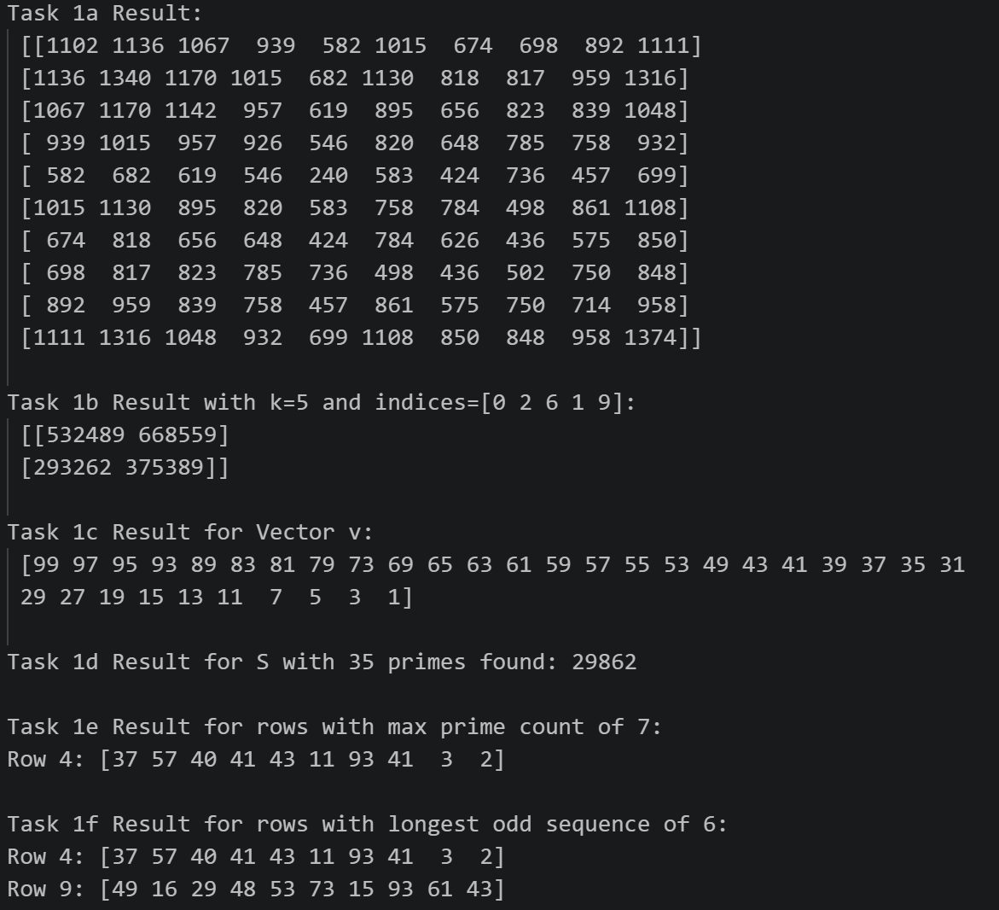 Task 1a Result:
[[1102 1136 1067  939  582 1015  674  698  892 1111]
[1136 1340 1170 1015  682 1130  818  817  959 1316]
[1067 1170 1142  957  619  895  656  823  839 1048]
[ 939 1015  957  926  546  820  648  785  758  932]
[ 582  682  619  546  240  583  424  736  457  699]
[1015 1130  895  820  583  758  784  498  861 1108]
[ 674  818  656  648  424  784  626  436  575  850]
[ 698  817  823  785  736  498  436  502  750  848]
[ 892  959  839  758  457  861  575  750  714  958]
[1111 1316 1048  932  699 1108  850  848  958 1374]]
Task 1b Result with k=5 and indices=[0 2 6 1 9]:
[[532489 668559]
[293262 375389]]
Task 1c Result for Vector v:
[99 97 95 93 89 83 81 79 73 69 65 63 61 59 57 55 53 49 43 41 39 37 35 31
29 27 19 15 13 11  7  5  3  1]
Task 1d Result for S with 35 primes found: 29862
Task 1e Result for rows with max prime count of 7:
Row 4: [37 57 40 41 43 11 93 41  3  2]
Task 1f Result for rows with longest odd sequence of 6:
Row 4: [37 57 40 41 43 11 93 41  3  2]
Row 9: [49 16 29 48 53 73 15 93 61 43]